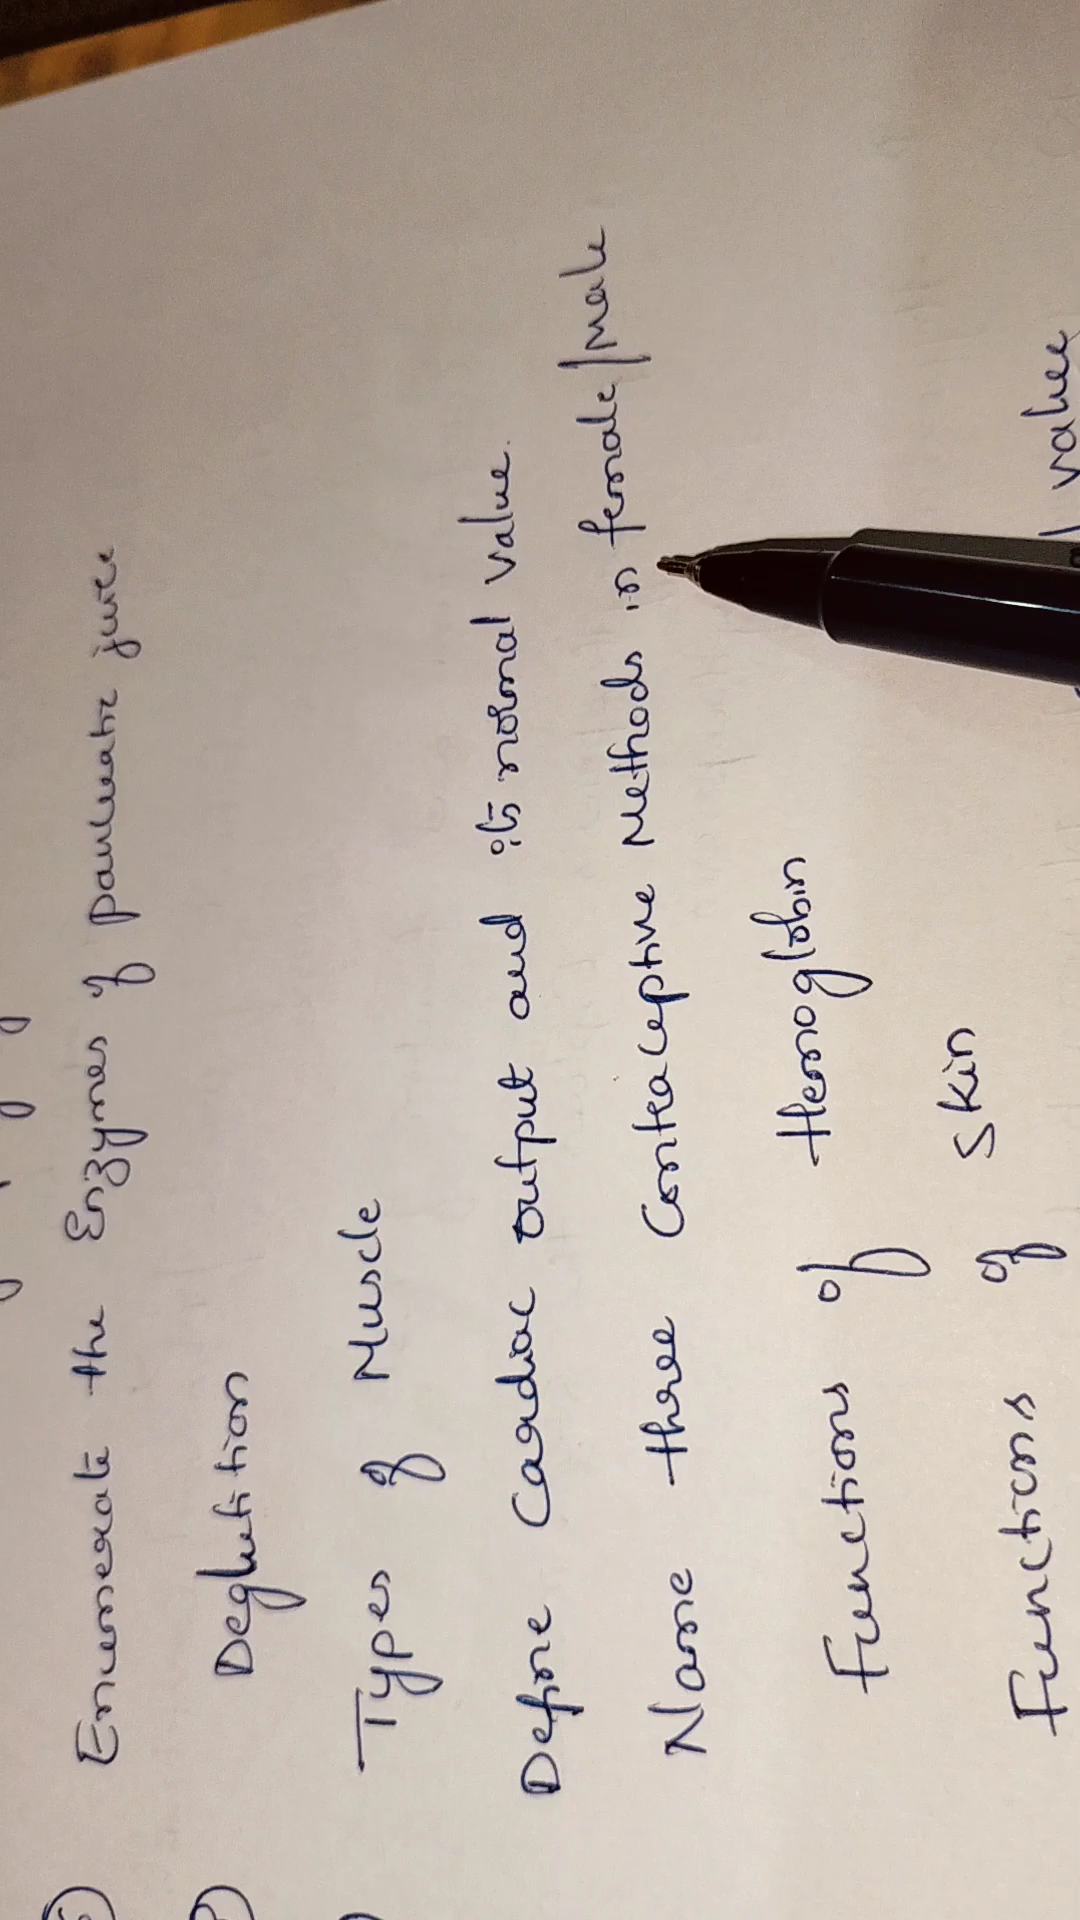 Enumerate the Enzymes of pancreatic juice
Deglutition
Types of Muscle
Define Cardiac output and its normal value.
Name three Contraceptive Methods in female/male
Functions of Hemoglobin
Functions of Skin
value